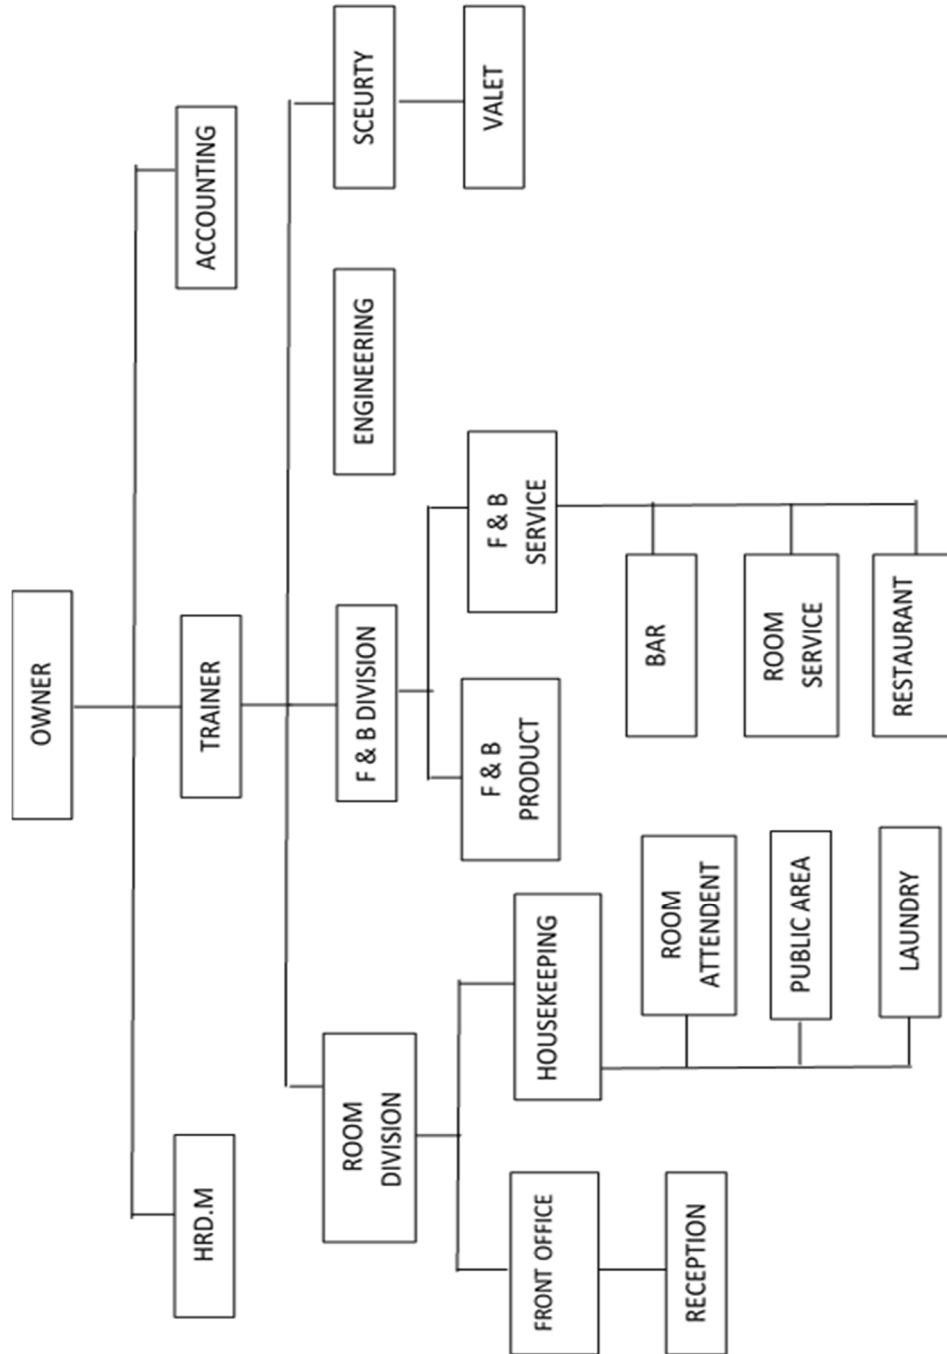 OWNER
HRD.M
TRAINER
ACCOUNTING
ROOM
DIVISION
F & B DIVISION
ENGINEERING
SCEURTY
FRONT OFFICE
HOUSEKEEPING
F & B
PRODUCT
F & B
SERVICE
VALET
RECEPTION
ROOM
ATTENDENT
PUBLIC AREA
LAUNDRY
BAR
ROOM
SERVICE
RESTAURANT